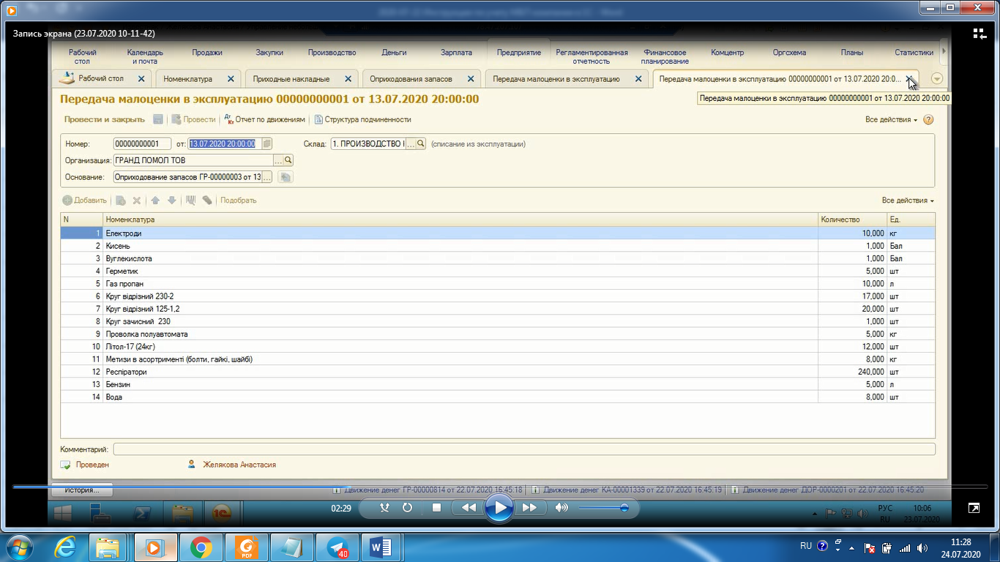 Запись экрана (23.07.2020 10-11-42)
Рабочий стол
Календарь и почта
Продажи
Закупки
Производство
Деньги
Зарплата
Предприятие
Регламентированная отчетность
Финансовое планирование
Комцентр
Оргсхема
Планы
Статистики
Рабочий стол
Номенклатура
Приходные накладные
Оприходования запасов
Передача малоценки в эксплуатацию
Передача малоценки в эксплуатацию 00000000001 от 13.07.2020 20:0...
Передача малоценки в эксплуатацию 00000000001 от 13.07.2020 20:00:00
Передача малоценки в эксплуатацию 00000000001 от 13.07.2020 20:00:00
Провести и закрыть
Провести
Дт Кт Отчет по движениям
Структура подчиненности
Все действия
Номер: 00000000001 от: 13.07.2020 20:00:00 Склад: 1. ПРОИЗВОДСТВО ... (списание из эксплуатации)
Организация: ГРАНД ПОМОЛ ТОВ ...
Основание: Оприходование запасов ГР-00000003 от 13 ...
Добавить
Подобрать
Все действия
N Номенклатура Количество Ед.
1 Електроди 10,000 кг
2 Кисень 1,000 Бал
3 Вуглекислота 1,000 Бал
4 Герметик 5,000 шт
5 Газ пропан 10,000 л
6 Круг відрізний 230-2 17,000 шт
7 Круг відрізний 125-1,2 20,000 шт
8 Круг зачисний 230 1,000 шт
9 Проволка полуавтомата 5,000 кг
10 Літол-17 (24кг) 12,000 шт
11 Метизи в асортименті (болти, гайкі, шайбі) 8,000 кг
12 Респіратори 240,000 шт
13 Бензин 5,000 л
14 Вода 8,000 шт
Комментарий:
Проведен
Желякова Анастасия
История...
Движение денег ГР-00000814 от 22.07.2020 16:45:18
Движение денег КА-00001339 от 22.07.2020 16:45:19
Движение денег ДОР-0000201 от 22.07.2020 16:45:20
02:29
РУС
RU
10:06
23.07.2020
PDF
40
RU
11:28
24.07.2020